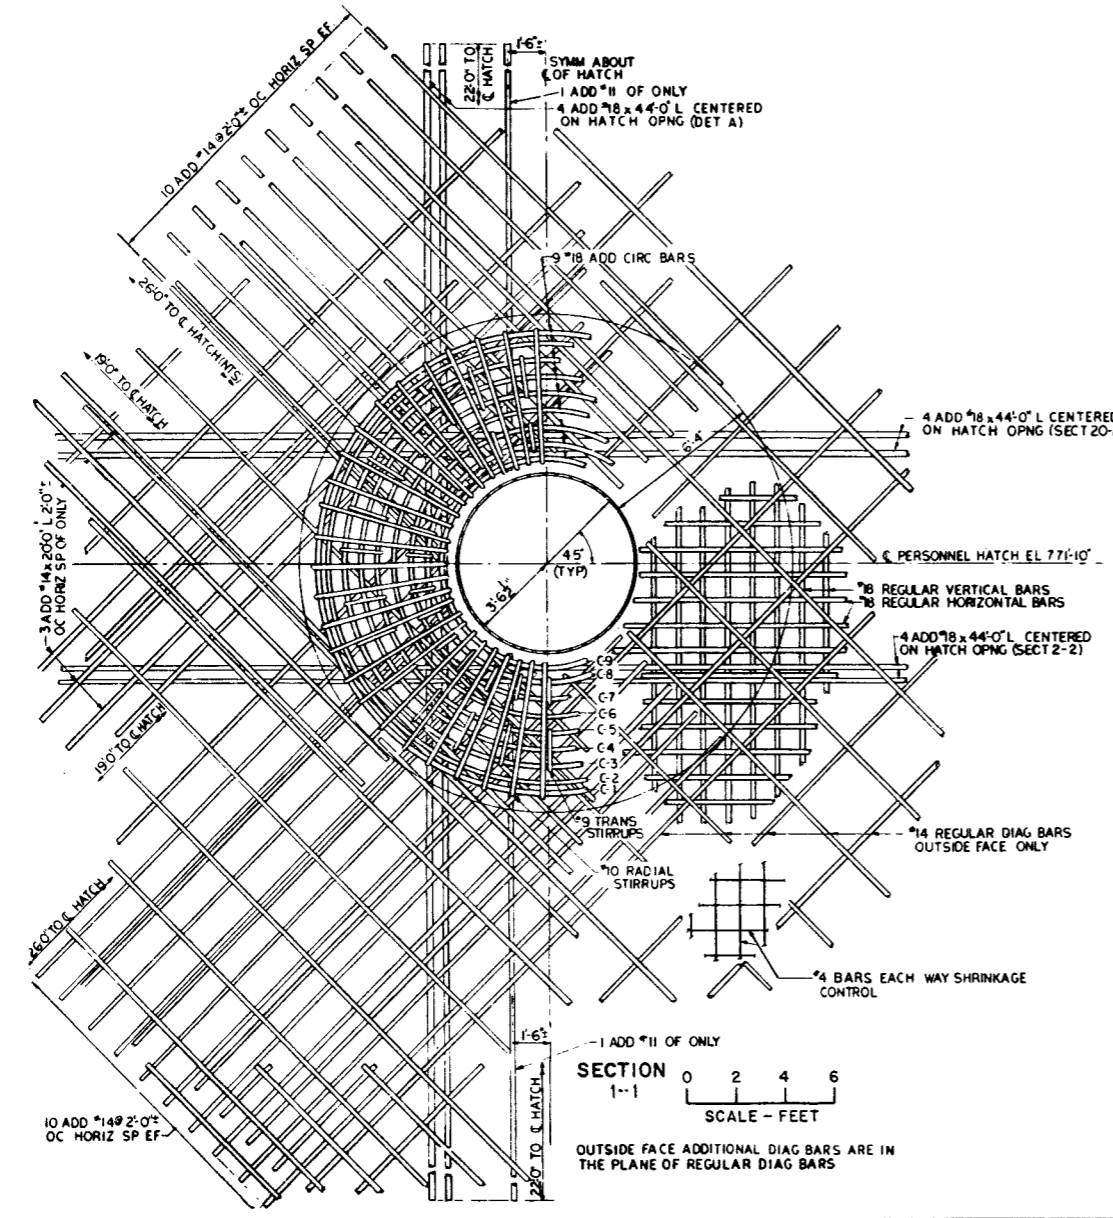 10 ADD #14 @ 2'-0"± OC HORIZ SP EF
22'-0" TO
℄ HATCH
1'-6"±
SYMM ABOUT
℄ OF HATCH
1 ADD #11 OF ONLY
4 ADD #18 x 44'-0" L CENTERED
ON HATCH OPNG (DET A)
9 #18 ADD CIRC BARS
26'-0" TO ℄ HATCH(NTS)
19'-0" TO ℄ HATCH
6'-4"
4 ADD #18 x 44'-0" L CENTERED
ON HATCH OPNG (SECT 20-
3 ADD #14x20'-0" L 2'-0"±
OC HORIZ SP OF ONLY
45°
(TYP)
3'-6½"
℄ PERSONNEL HATCH EL 771'-10"
#18 REGULAR VERTICAL BARS
#18 REGULAR HORIZONTAL BARS
4 ADD #18 x 44'-0" L CENTERED
ON HATCH OPNG (SECT 2-2)
C-9
C-8
C-7
C-6
C-5
C-4
C-3
C-2
C-1
19'-0" TO ℄ HATCH
#9 TRANS
STIRRUPS
#14 REGULAR DIAG BARS
OUTSIDE FACE ONLY
#10 RADIAL
STIRRUPS
26'-0" TO ℄ HATCH
#4 BARS EACH WAY SHRINKAGE
CONTROL
1'-6"±
1 ADD #11 OF ONLY
22'-0" TO ℄ HATCH
10 ADD #14@ 2'-0"±
OC HORIZ SP EF
SECTION
1--1
0 2 4 6
SCALE - FEET
OUTSIDE FACE ADDITIONAL DIAG BARS ARE IN
THE PLANE OF REGULAR DIAG BARS